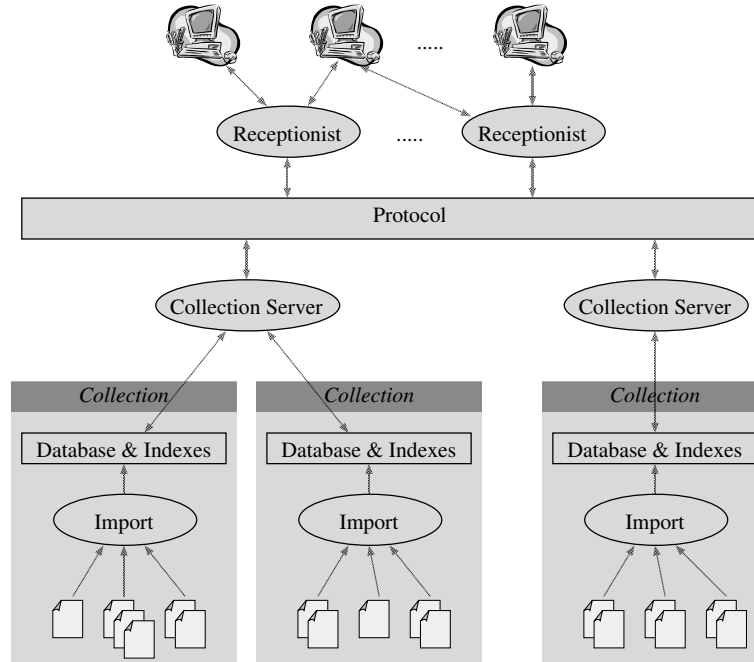 .....
Receptionist
.....
Receptionist
Protocol
Collection Server
Collection Server
Collection
Collection
Collection
Database & Indexes
Database & Indexes
Database & Indexes
Import
Import
Import